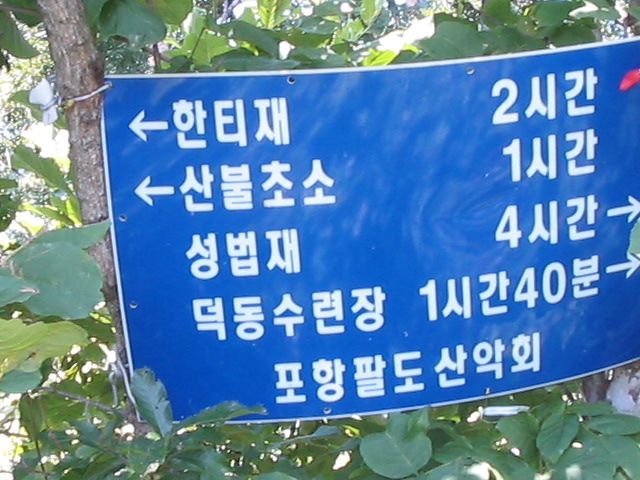 ←한티재 2시간
←산불초소 1시간
성법재 4시간→
덕동수련장 1시간40분→
포항팔도산악회